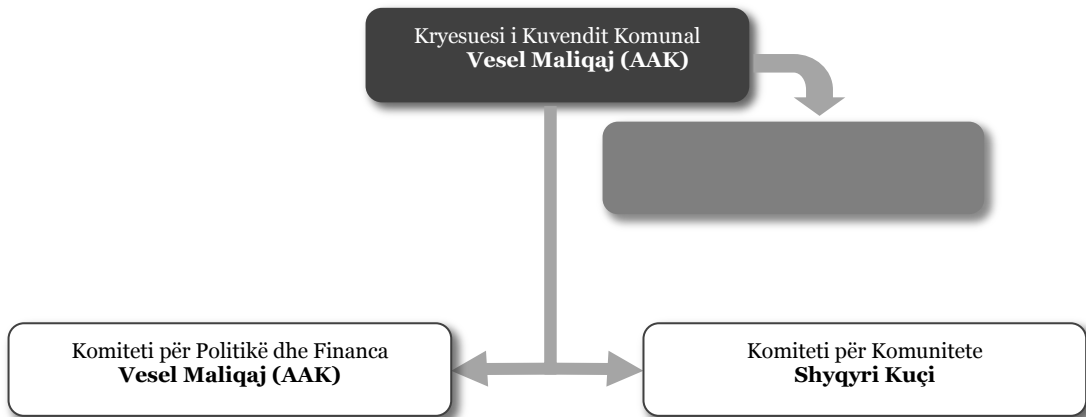 Kryesuesi i Kuvendit Komunal
Vesel Maliqaj (AAK)
Komiteti për Politikë dhe Financa
Vesel Maliqaj (AAK)
Komiteti për Komunitete
Shyqyri Kuçi